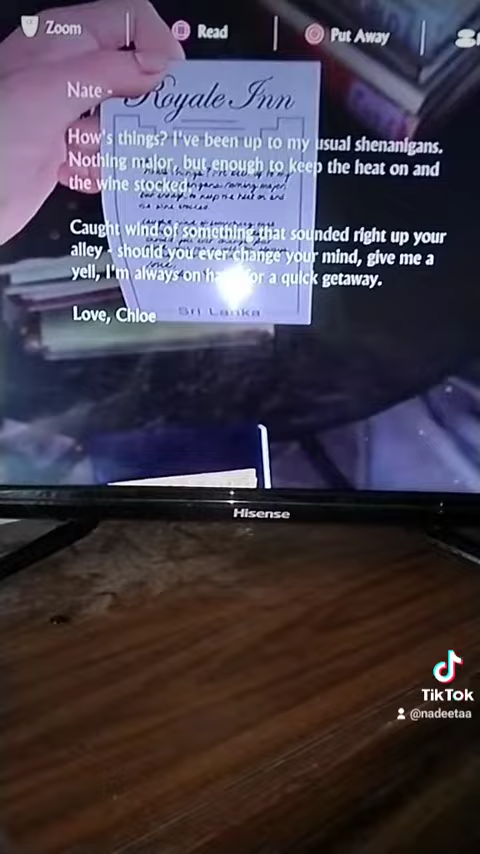 Zoom
Read
Put Away
Royale Inn
Nate -
How's things? I've been up to my usual shenanigans.
Nothing major, but enough to keep the heat on and
the wine stocked.
Caught wind of something that sounded right up your
alley - should you ever change your mind, give me a
yell, I'm always on hand for a quick getaway.
Love, Chloe
Sri Lanka
Hisense
TikTok
@nadeetaa